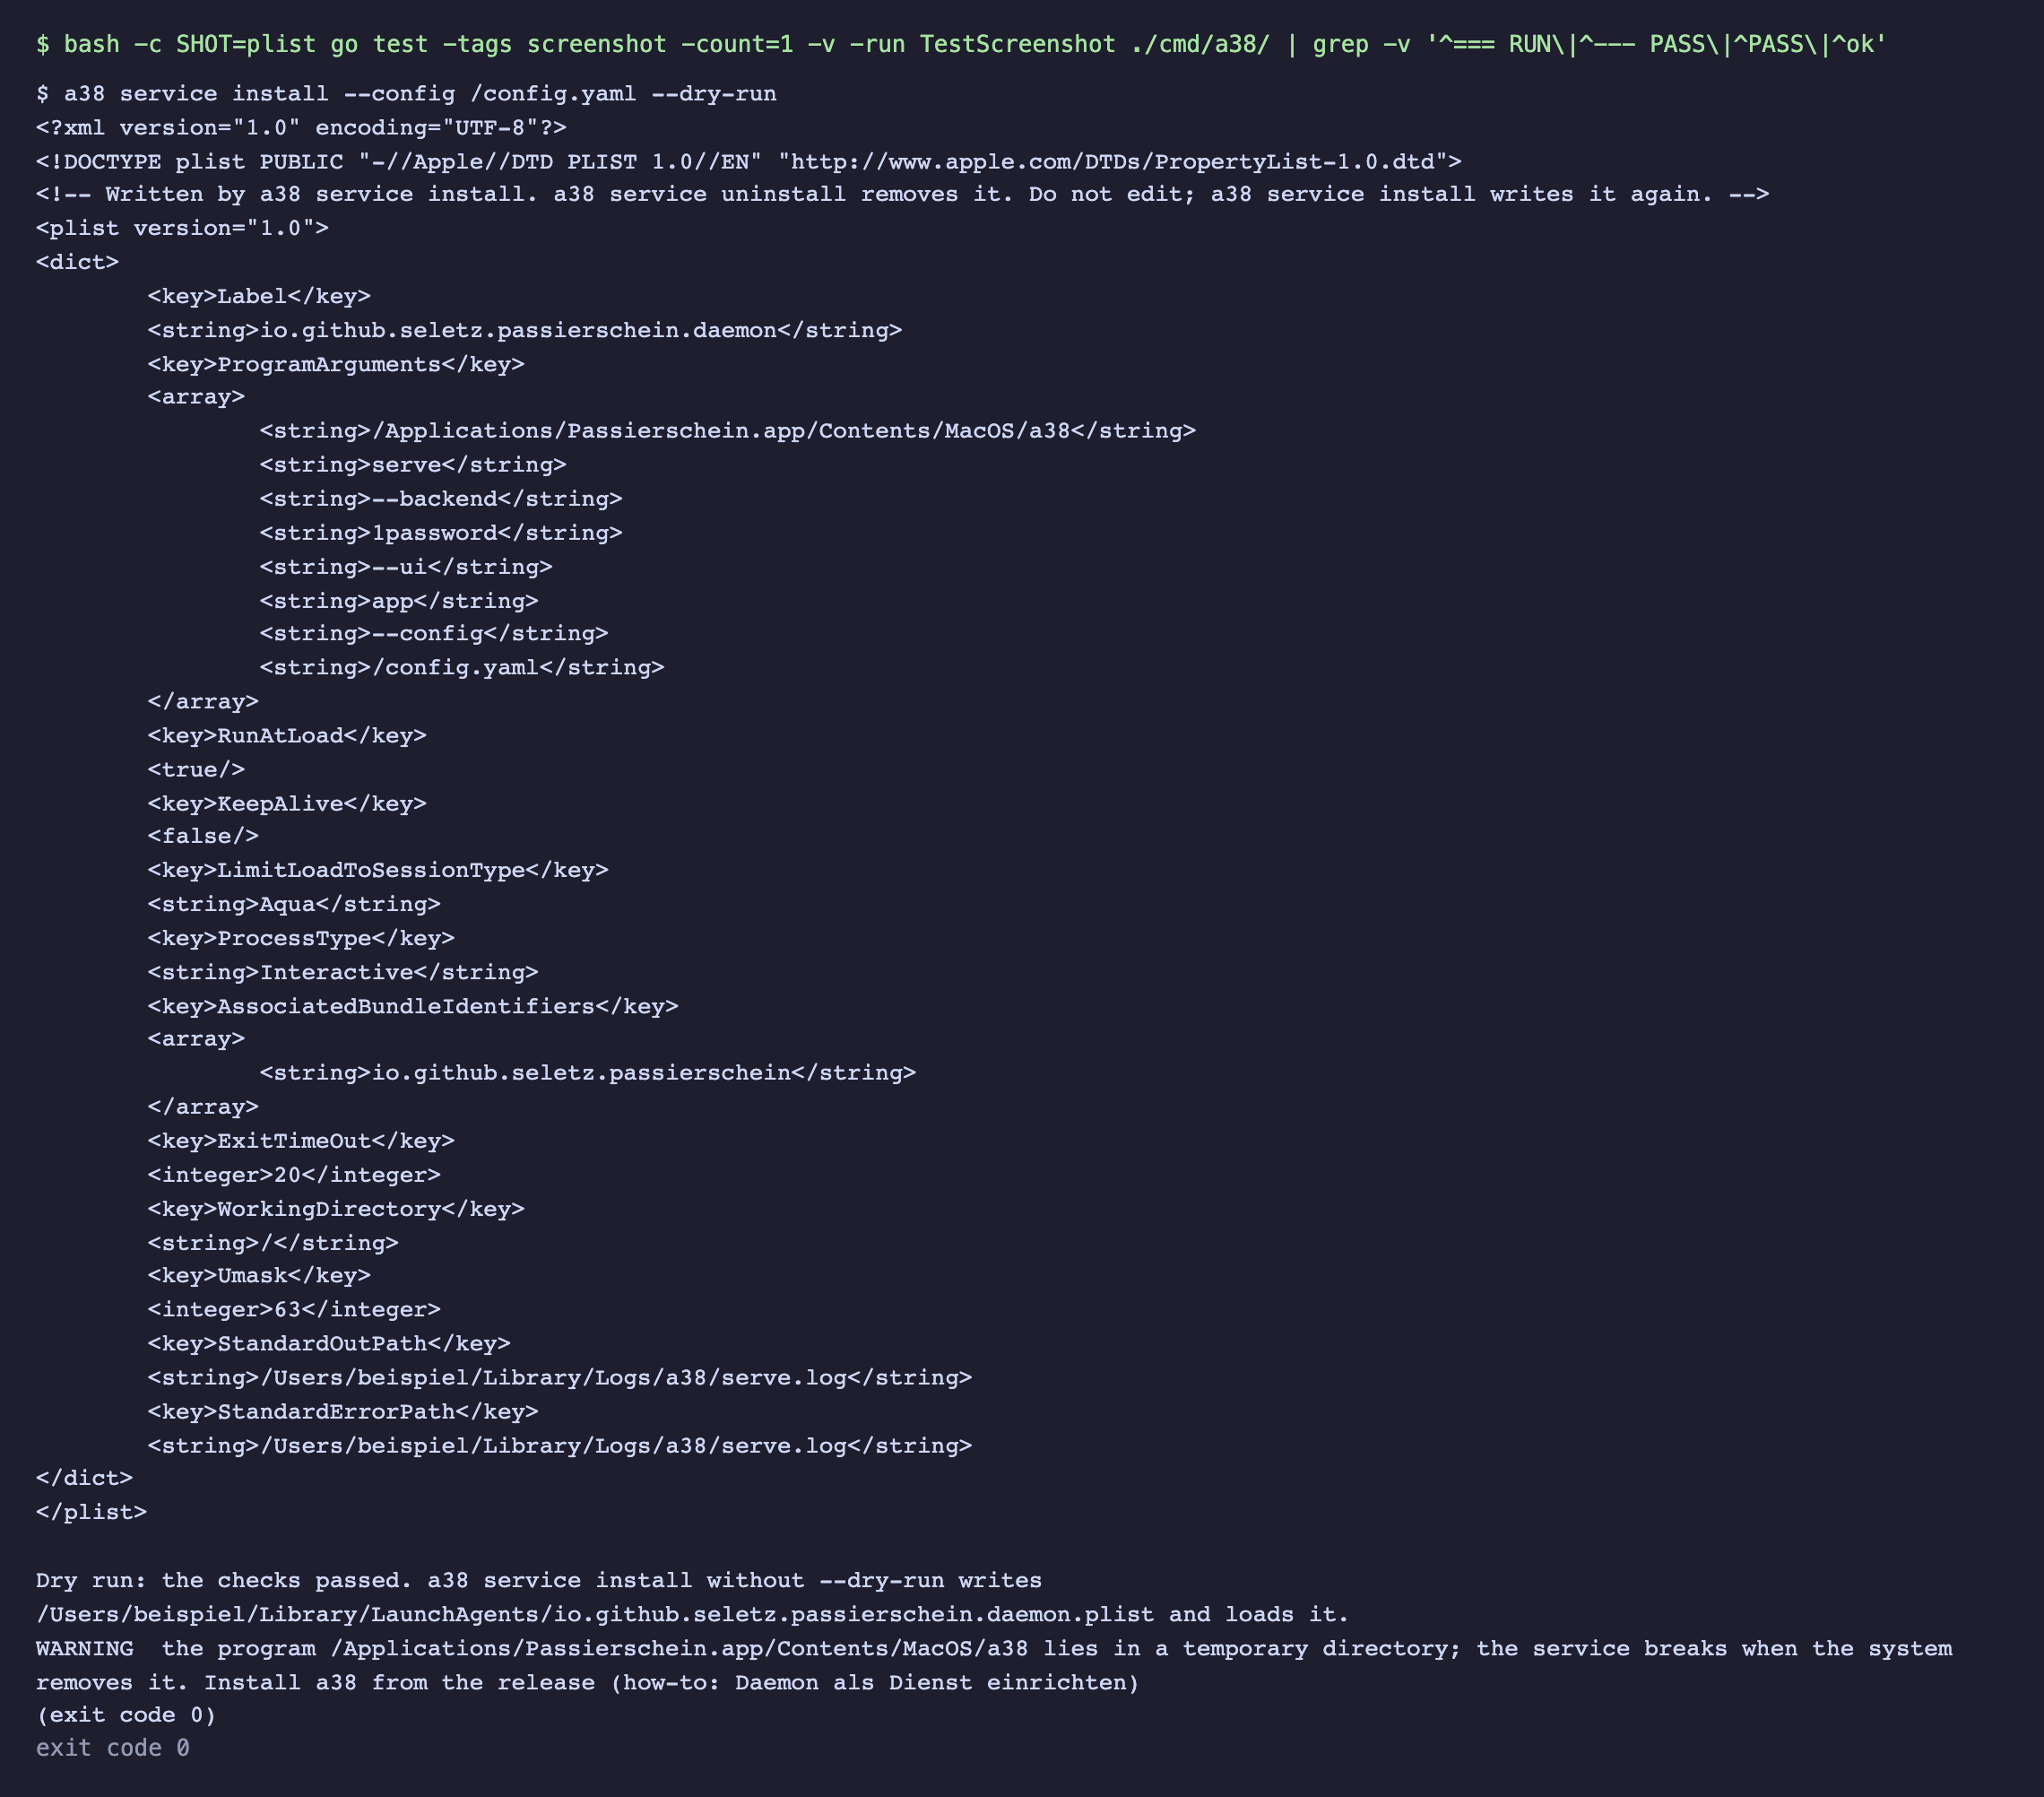 $ bash -c SHOT=plist go test -tags screenshot -count=1 -v -run TestScreenshot ./cmd/a38/ | grep -v '^=== RUN\|^--- PASS\|^PASS\|^ok'
$ a38 service install --config /config.yaml --dry-run
<?xml version="1.0" encoding="UTF-8"?>
<!DOCTYPE plist PUBLIC "-//Apple//DTD PLIST 1.0//EN" "http://www.apple.com/DTDs/PropertyList-1.0.dtd">
<!-- Written by a38 service install. a38 service uninstall removes it. Do not edit; a38 service install writes it again. -->
<plist version="1.0">
<dict>
        <key>Label</key>
        <string>io.github.seletz.passierschein.daemon</string>
        <key>ProgramArguments</key>
        <array>
                <string>/Applications/Passierschein.app/Contents/MacOS/a38</string>
                <string>serve</string>
                <string>--backend</string>
                <string>1password</string>
                <string>--ui</string>
                <string>app</string>
                <string>--config</string>
                <string>/config.yaml</string>
        </array>
        <key>RunAtLoad</key>
        <true/>
        <key>KeepAlive</key>
        <false/>
        <key>LimitLoadToSessionType</key>
        <string>Aqua</string>
        <key>ProcessType</key>
        <string>Interactive</string>
        <key>AssociatedBundleIdentifiers</key>
        <array>
                <string>io.github.seletz.passierschein</string>
        </array>
        <key>ExitTimeOut</key>
        <integer>20</integer>
        <key>WorkingDirectory</key>
        <string>/</string>
        <key>Umask</key>
        <integer>63</integer>
        <key>StandardOutPath</key>
        <string>/Users/beispiel/Library/Logs/a38/serve.log</string>
        <key>StandardErrorPath</key>
        <string>/Users/beispiel/Library/Logs/a38/serve.log</string>
</dict>
</plist>

Dry run: the checks passed. a38 service install without --dry-run writes
/Users/beispiel/Library/LaunchAgents/io.github.seletz.passierschein.daemon.plist and loads it.
WARNING  the program /Applications/Passierschein.app/Contents/MacOS/a38 lies in a temporary directory; the service breaks when the system
removes it. Install a38 from the release (how-to: Daemon als Dienst einrichten)
(exit code 0)
exit code 0